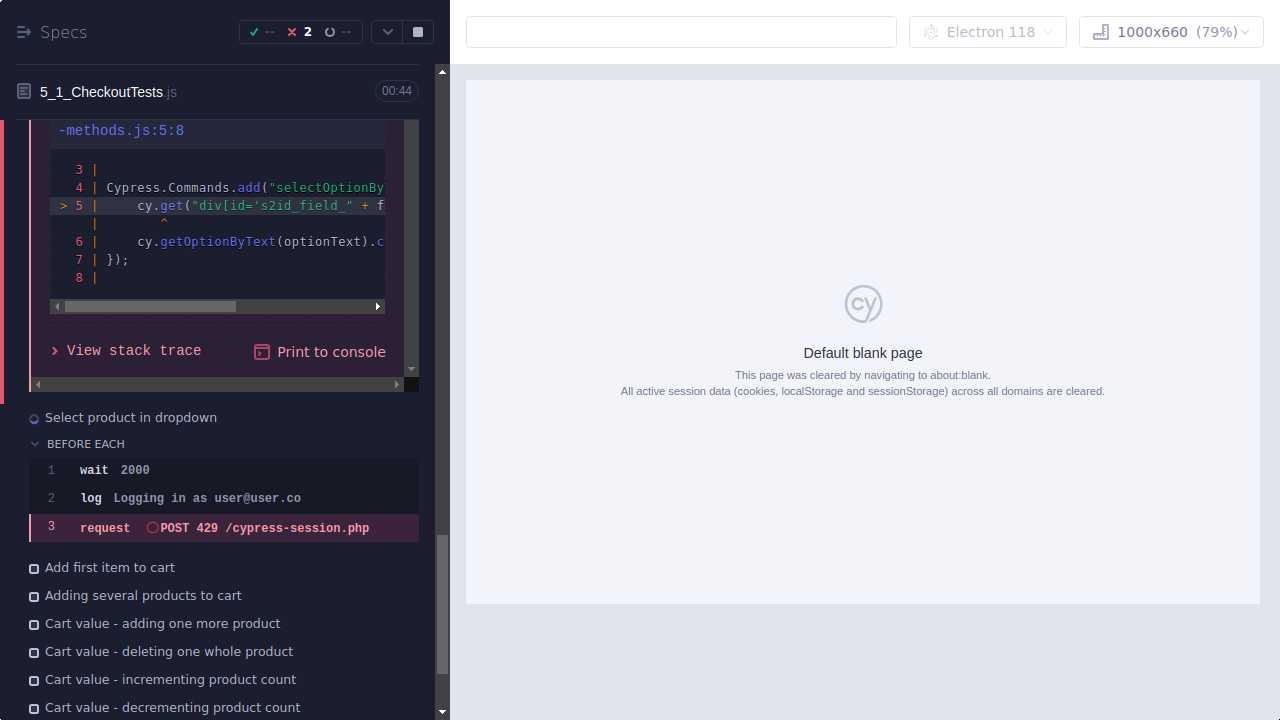 Specs
-- 2 --
5_1_CheckoutTests.js
00:44
-methods.js:5:8
3 |
4 | Cypress.Commands.add("selectOptionBy
> 5 |     cy.get("div[id='s2id_field_" + f
|        ^
6 |     cy.getOptionByText(optionText).c
7 | });
8 |
View stack trace
Print to console
Select product in dropdown
BEFORE EACH
1 wait 2000
2 log Logging in as user@user.co
3 request POST 429 /cypress-session.php
Add first item to cart
Adding several products to cart
Cart value - adding one more product
Cart value - deleting one whole product
Cart value - incrementing product count
Cart value - decrementing product count
Electron 118
1000x660 (79%)
cy
Default blank page
This page was cleared by navigating to about:blank.
All active session data (cookies, localStorage and sessionStorage) across all domains are cleared.